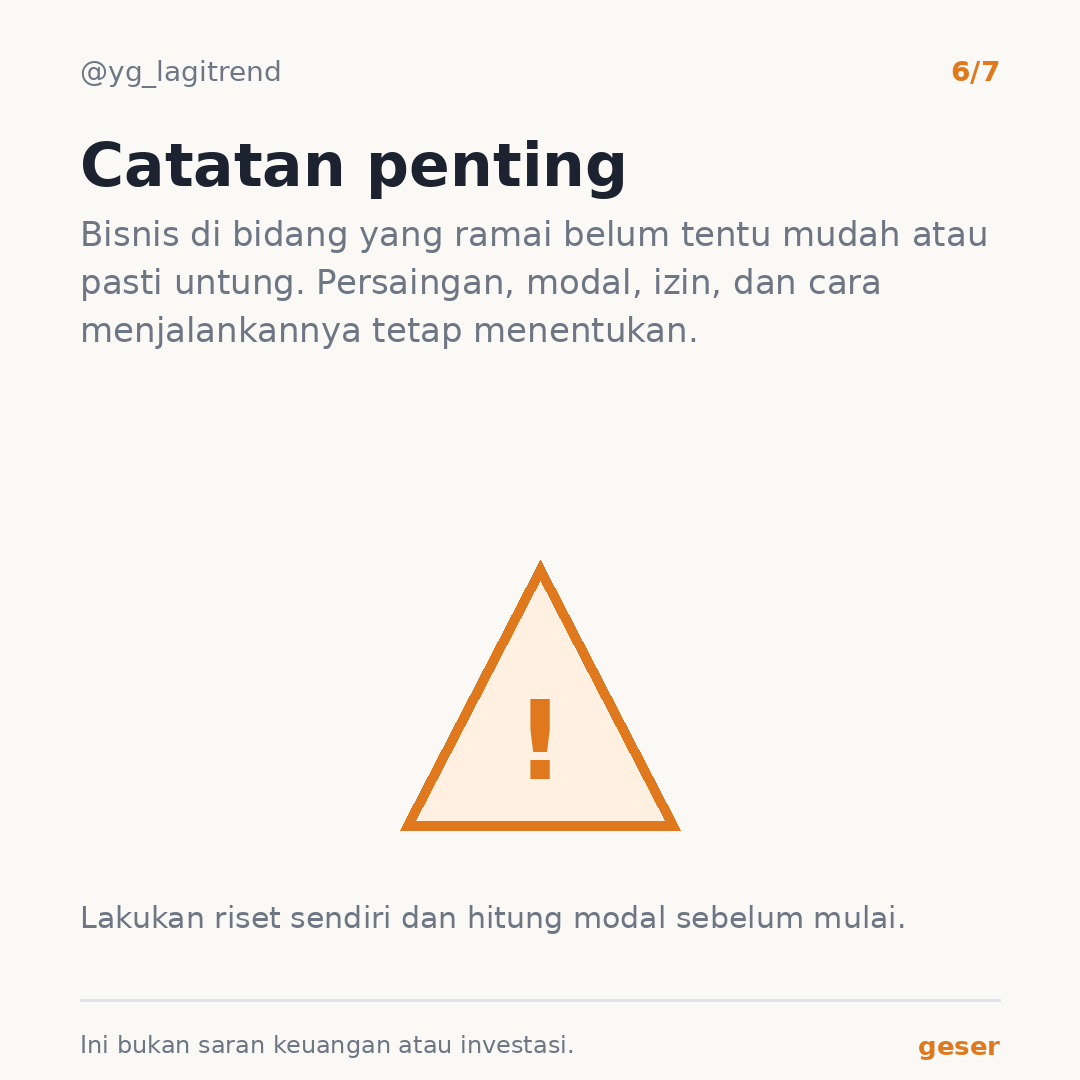 @yg_lagitrend
6/7
Catatan penting
Bisnis di bidang yang ramai belum tentu mudah atau
pasti untung. Persaingan, modal, izin, dan cara
menjalankannya tetap menentukan.
!
Lakukan riset sendiri dan hitung modal sebelum mulai.
Ini bukan saran keuangan atau investasi.
geser